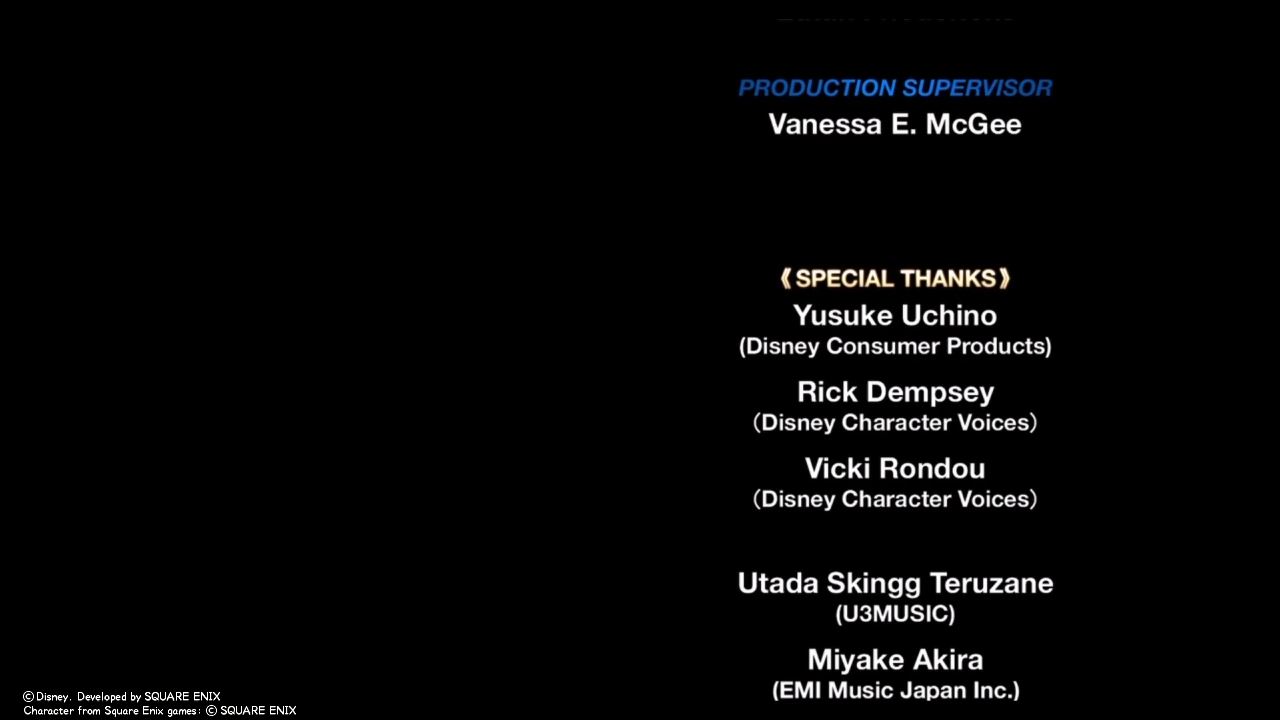 PRODUCTION SUPERVISOR
Vanessa E. McGee
《SPECIAL THANKS》
Yusuke Uchino
(Disney Consumer Products)
Rick Dempsey
(Disney Character Voices)
Vicki Rondou
(Disney Character Voices)
Utada Skingg Teruzane
(U3MUSIC)
Miyake Akira
(EMI Music Japan Inc.)
©Disney. Developed by SQUARE ENIX
Character from Square Enix games: © SQUARE ENIX